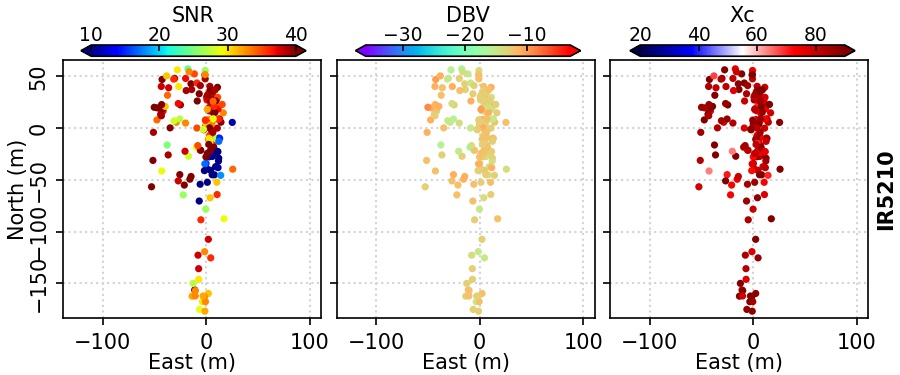 SNR
DBV
Xc
10 20 30 40
−30 −20 −10
20 40 60 80
North (m)
50
0
−50
−100
−150
−100 0 100
−100 0 100
−100 0 100
East (m)
East (m)
East (m)
IR5210